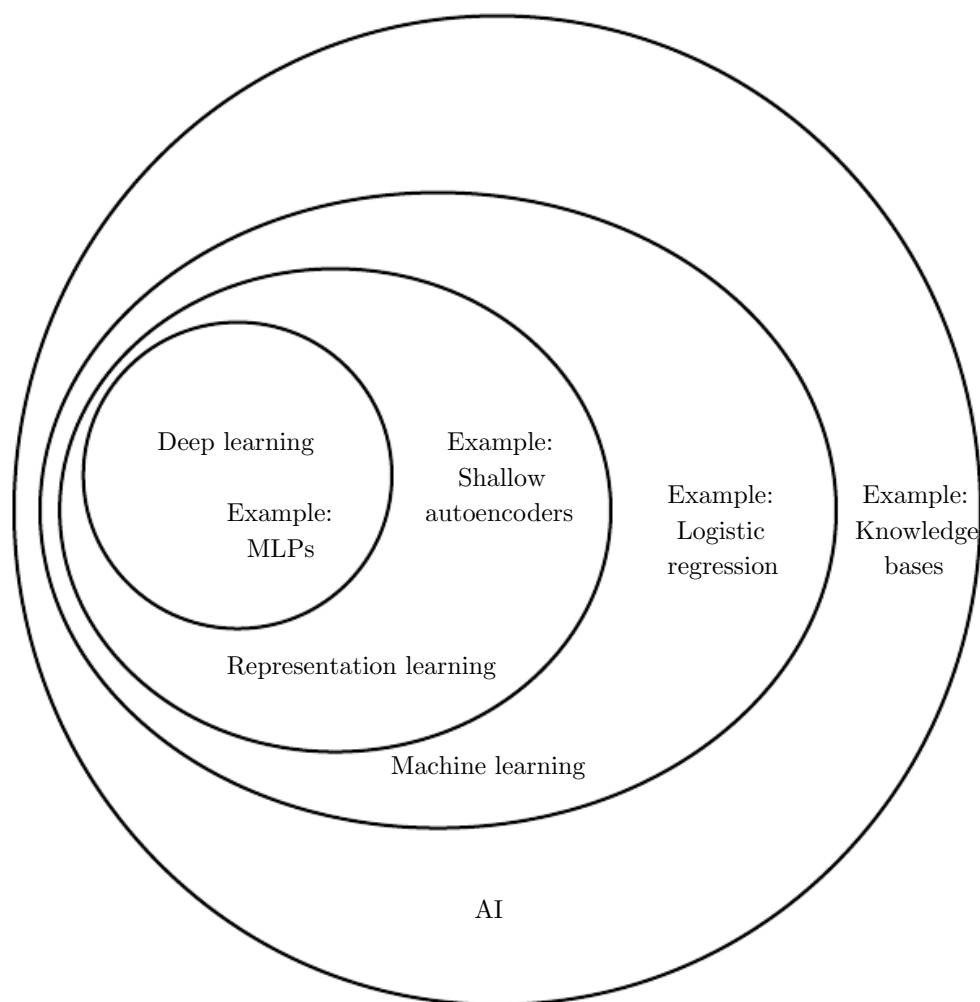 Deep learning
Example:
MLPs
Example:
Shallow
autoencoders
Example:
Logistic
regression
Example:
Knowledge
bases
Representation learning
Machine learning
AI